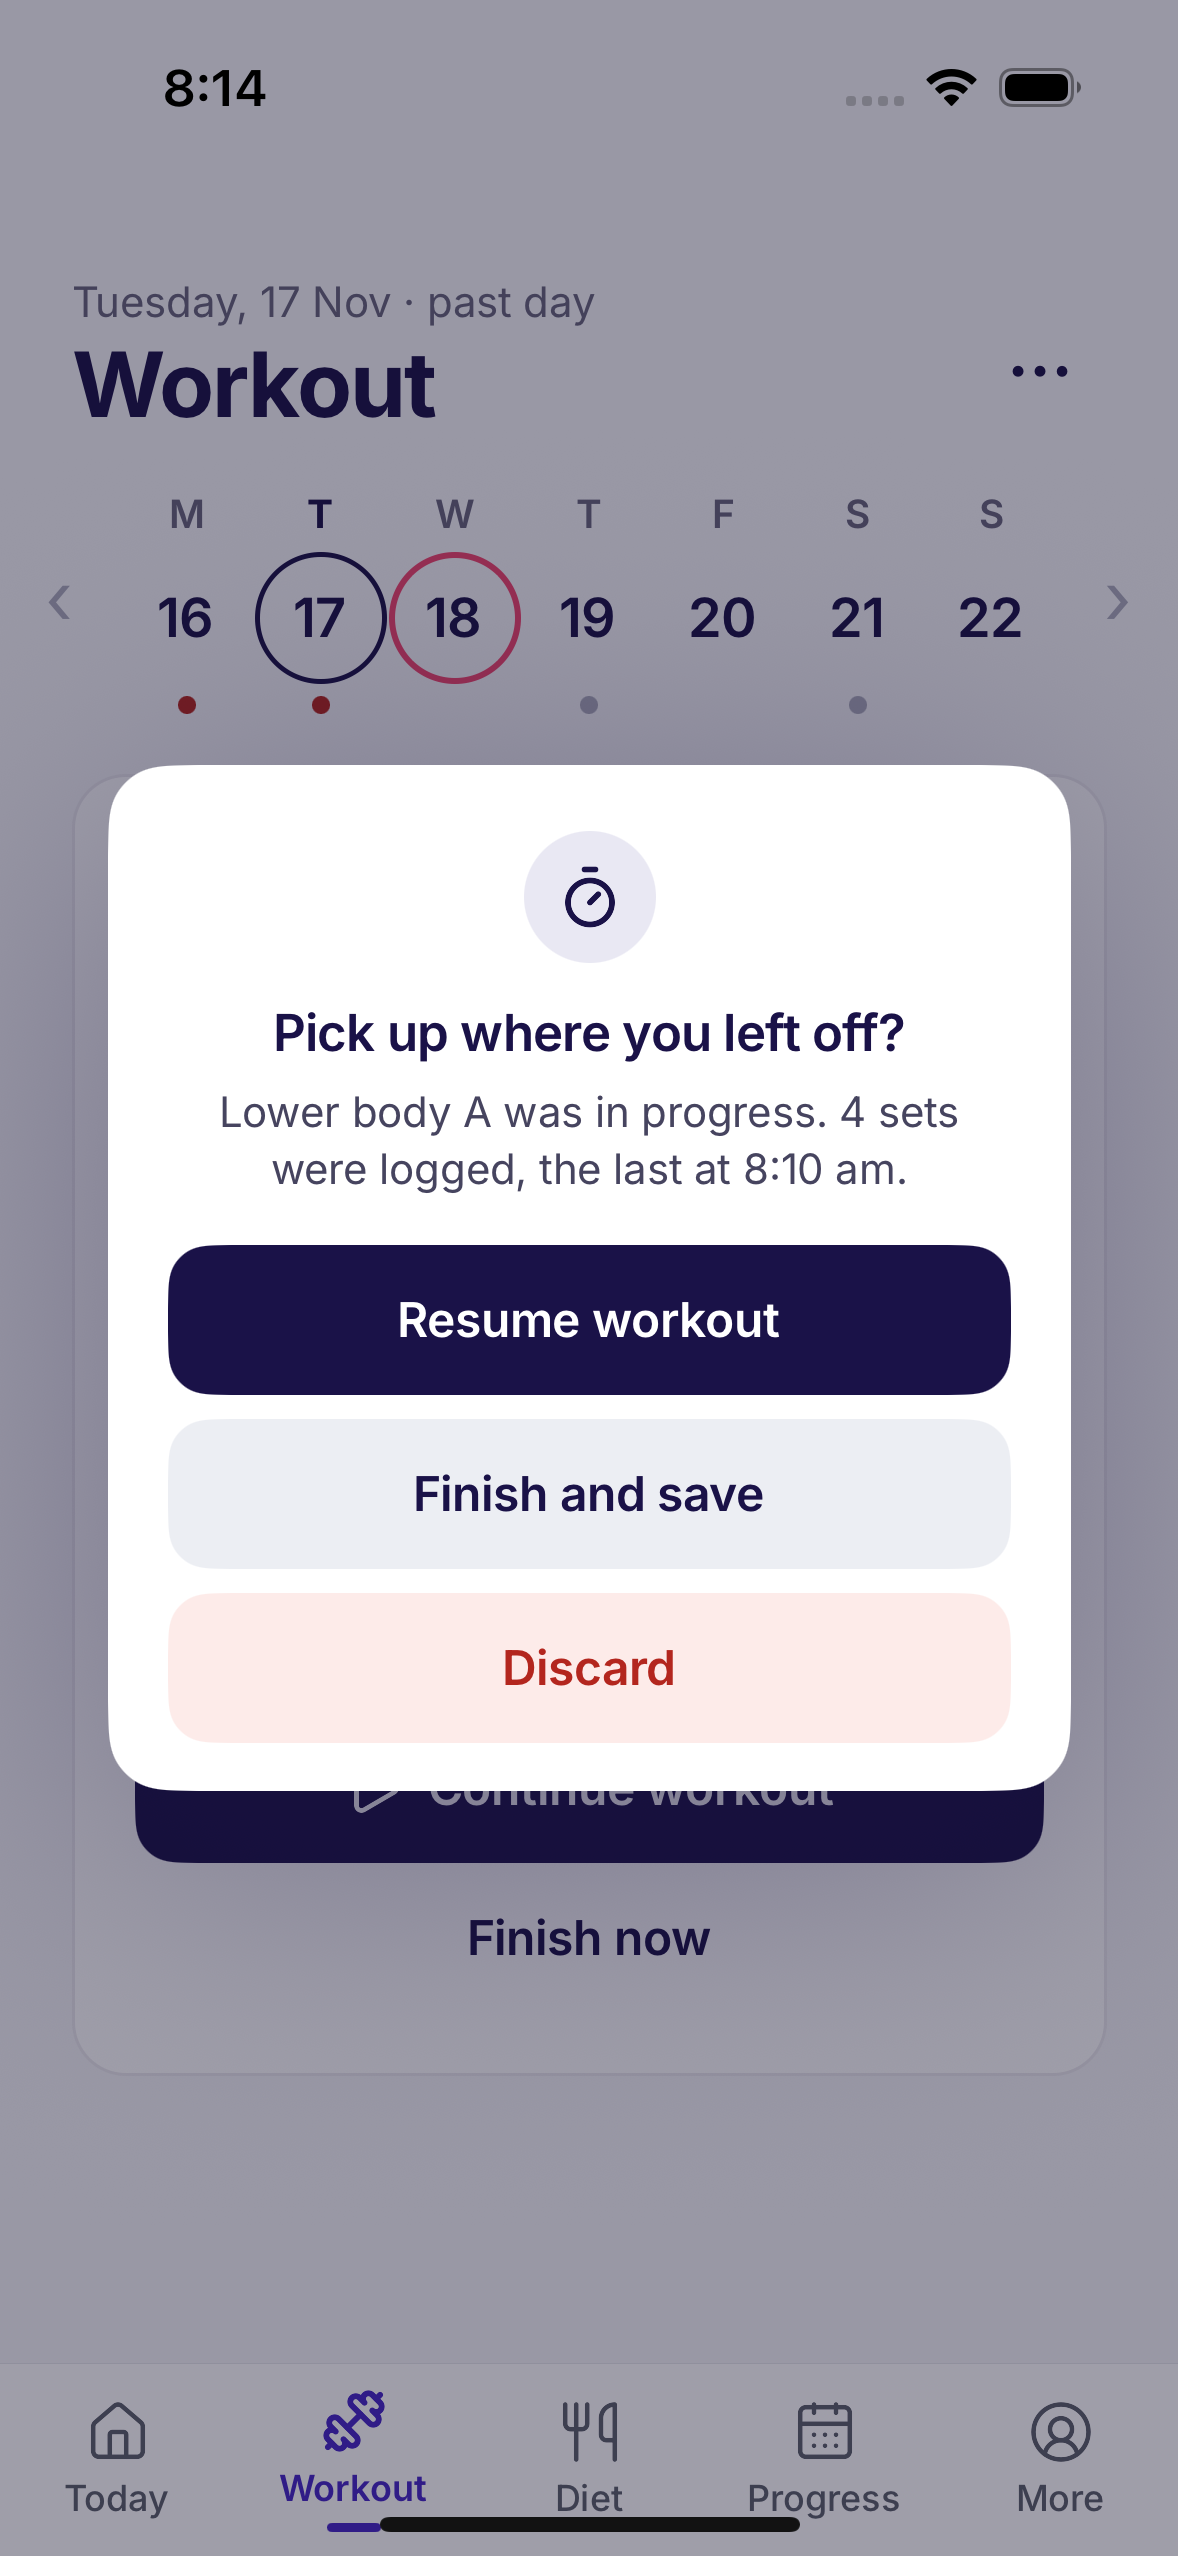 8:14
Tuesday, 17 Nov · past day
Workout
M T W T F S S
16 17 18 19 20 21 22
Pick up where you left off?
Lower body A was in progress. 4 sets
were logged, the last at 8:10 am.
Resume workout
Finish and save
Discard
Continue workout
Finish now
Today Workout Diet Progress More